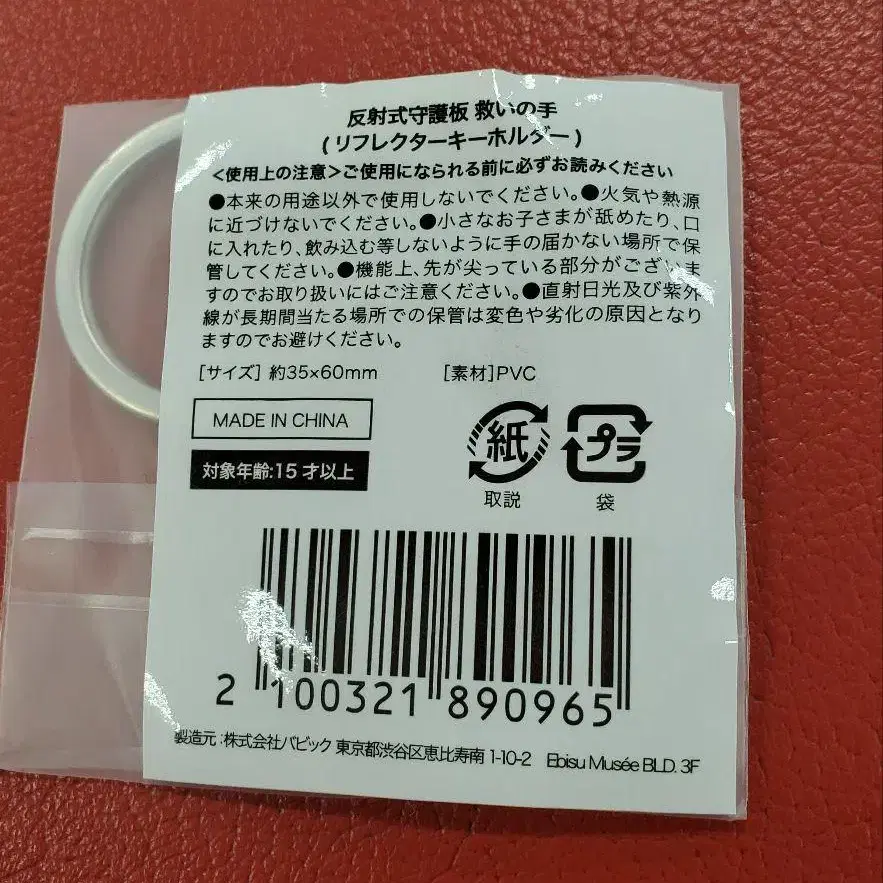 反射式守護板 救いの手
(リフレクターキーホルダー)
<使用上の注意>ご使用になられる前に必ずお読みください
●本来の用途以外で使用しないでください。●火気や熱源
に近づけないでください。●小さなお子さまが舐めたり、口
に入れたり、飲み込む等しないように手の届かない場所で保
管してください。●機能上、先が尖っている部分がございま
すのでお取り扱いにはご注意ください。●直射日光及び紫外
線が長期間当たる場所での保管は変色や劣化の原因となり
ますのでお避けください。
[サイズ] 約35×60mm [素材]PVC
MADE IN CHINA
対象年齢:15才以上
紙 プラ
取説 袋
2 100321 890965
製造元:株式会社バビック 東京都渋谷区恵比寿南 1-10-2 Ebisu Musée BLD. 3F